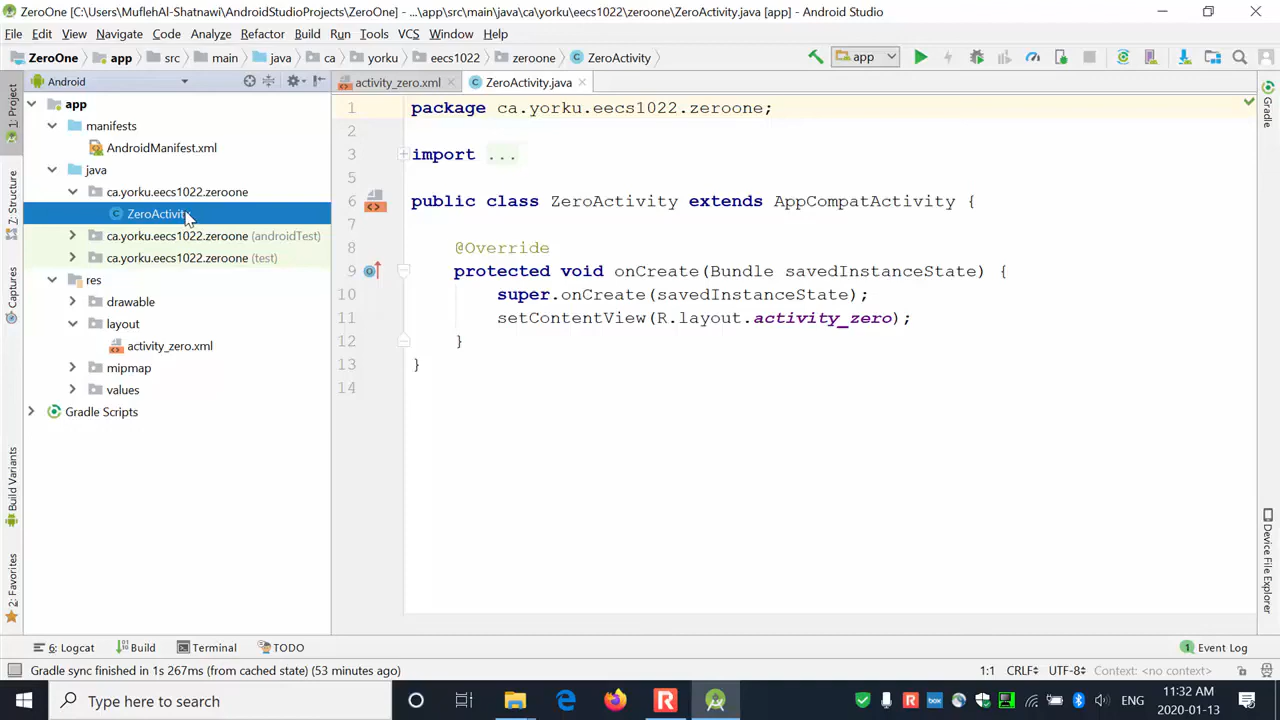 ZeroOne [C:\Users\MuflehAl-Shatnawi\AndroidStudioProjects\ZeroOne] - ...\app\src\main\java\ca\yorku\eecs1022\zeroone\ZeroActivity.java [app] - Android Studio
File Edit View Navigate Code Analyze Refactor Build Run Tools VCS Window Help
ZeroOne app src main java ca yorku eecs1022 zeroone ZeroActivity app
Android activity_zero.xml ZeroActivity.java
1: Project
Z: Structure
Captures
Build Variants
2: Favorites
app
manifests
AndroidManifest.xml
java
ca.yorku.eecs1022.zeroone
ZeroActivity
ca.yorku.eecs1022.zeroone (androidTest)
ca.yorku.eecs1022.zeroone (test)
res
drawable
layout
activity_zero.xml
mipmap
values
Gradle Scripts
1 package ca.yorku.eecs1022.zeroone;
2
3 import ...
5
6 public class ZeroActivity extends AppCompatActivity {
7
8 @Override
9 protected void onCreate(Bundle savedInstanceState) {
10 super.onCreate(savedInstanceState);
11 setContentView(R.layout.activity_zero);
12 }
13 }
14
Gradle
Device File Explorer
6: Logcat Build Terminal TODO 1 Event Log
Gradle sync finished in 1s 267ms (from cached state) (53 minutes ago) 1:1 CRLF UTF-8 Context: <no context>
Type here to search R R box ENG 11:32 AM
2020-01-13